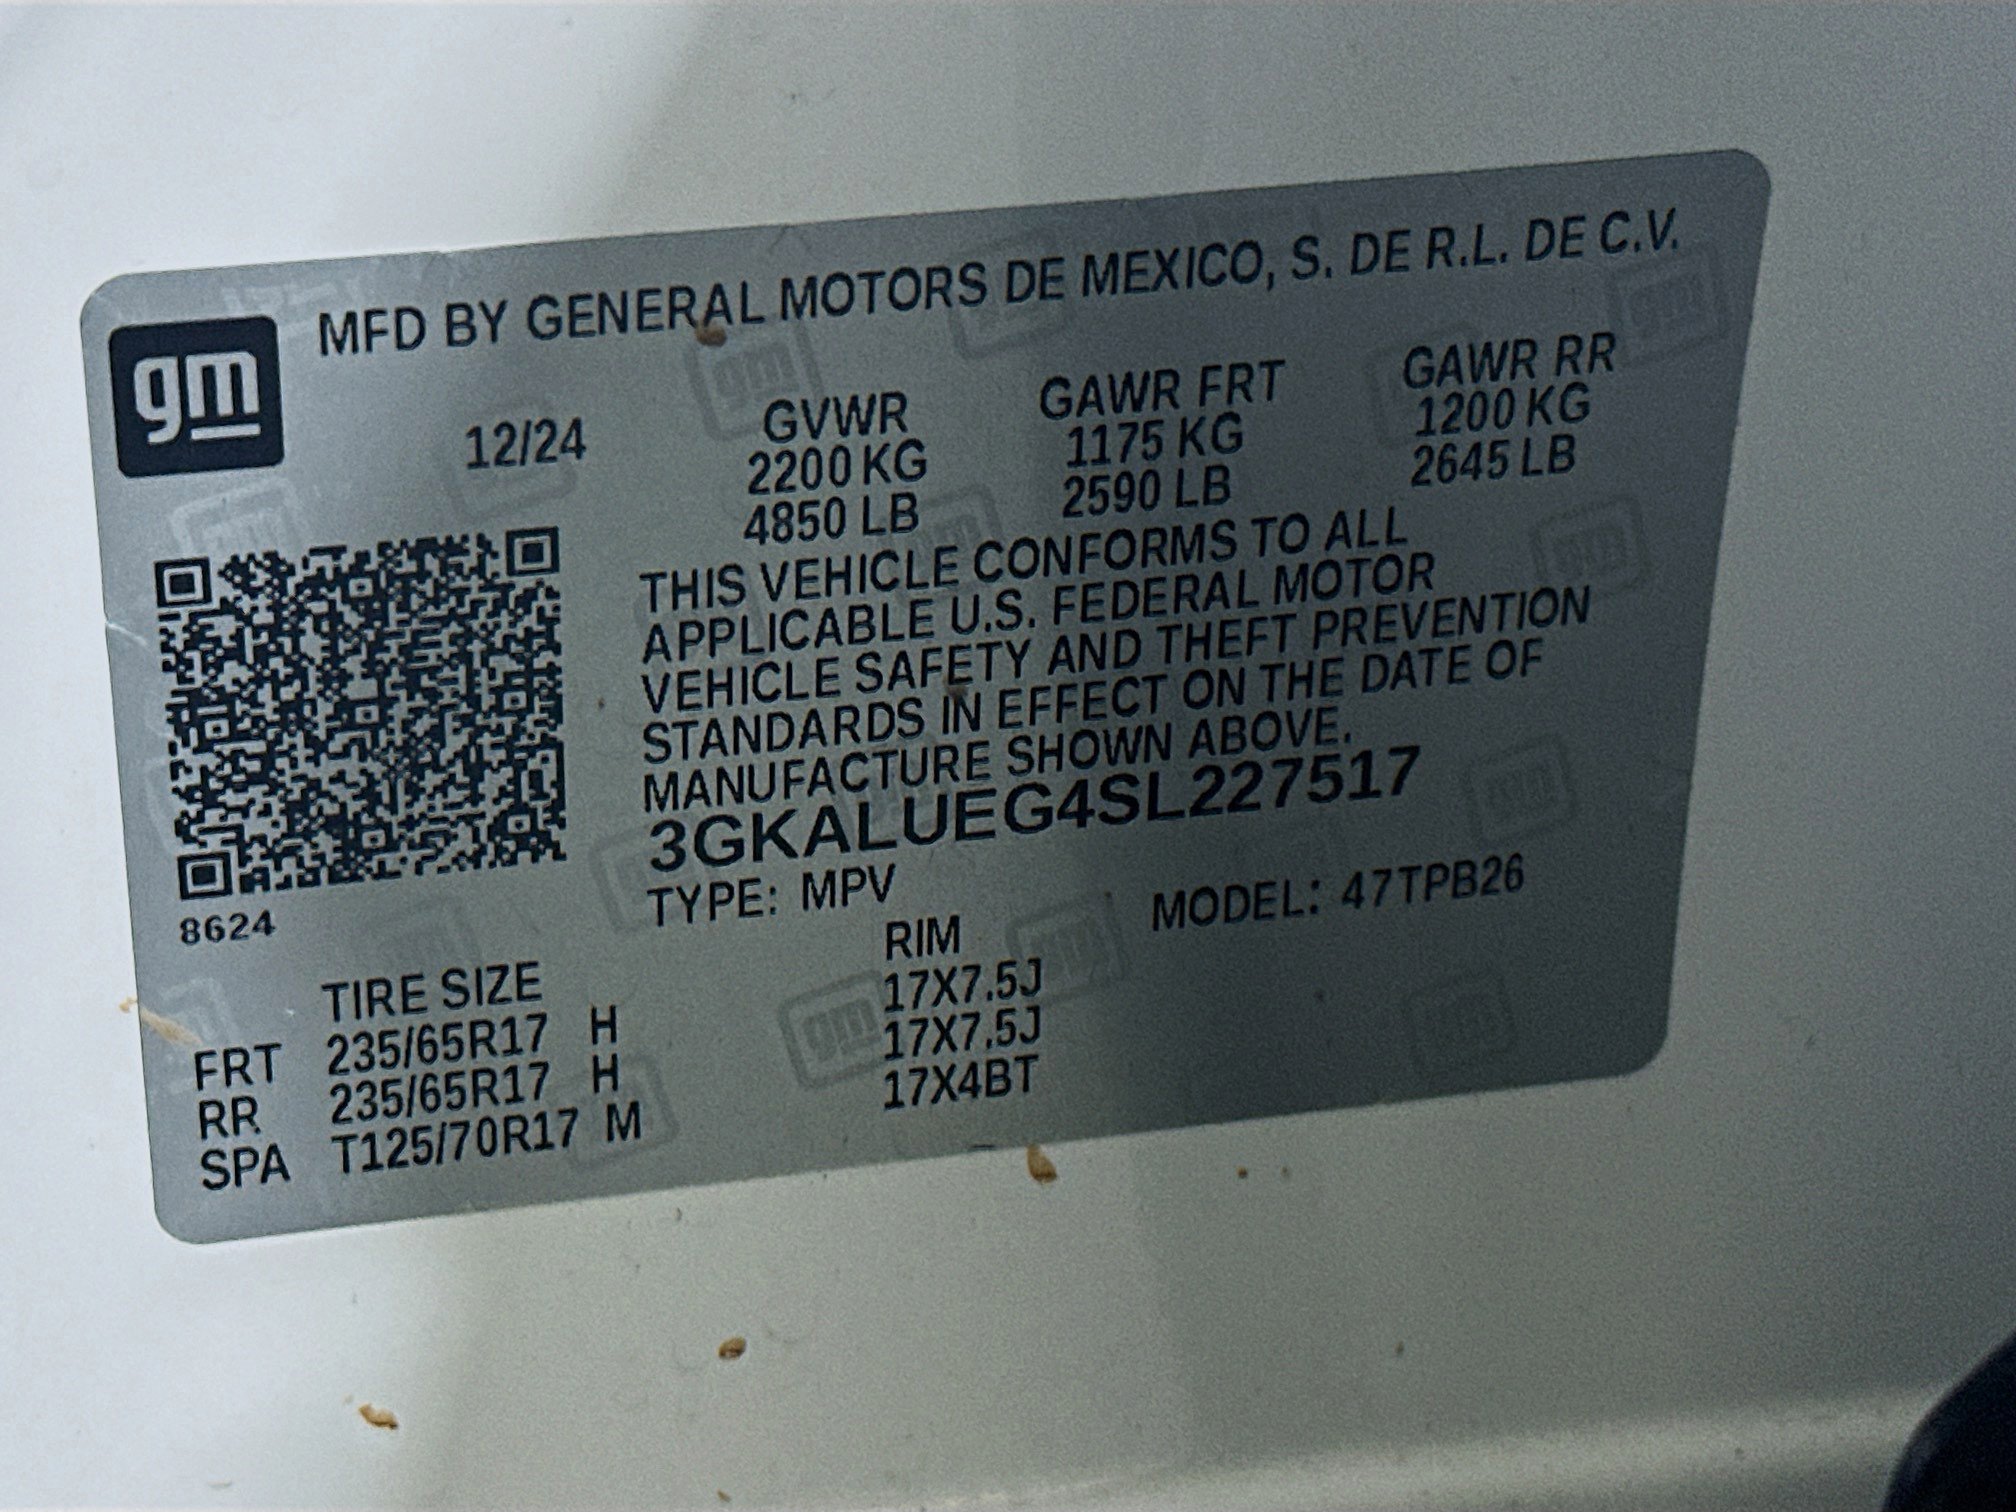 gm
MFD BY GENERAL MOTORS DE MEXICO, S. DE R.L. DE C.V.
12/24 GVWR GAWR FRT GAWR RR
2200 KG 1175 KG 1200 KG
4850 LB 2590 LB 2645 LB
THIS VEHICLE CONFORMS TO ALL
APPLICABLE U.S. FEDERAL MOTOR
VEHICLE SAFETY AND THEFT PREVENTION
STANDARDS IN EFFECT ON THE DATE OF
MANUFACTURE SHOWN ABOVE.
3GKALUEG4SL227517
8624
TYPE: MPV MODEL: 47TPB26
TIRE SIZE RIM
FRT 235/65R17 H 17X7.5J
RR 235/65R17 H 17X7.5J
SPA T125/70R17 M 17X4BT